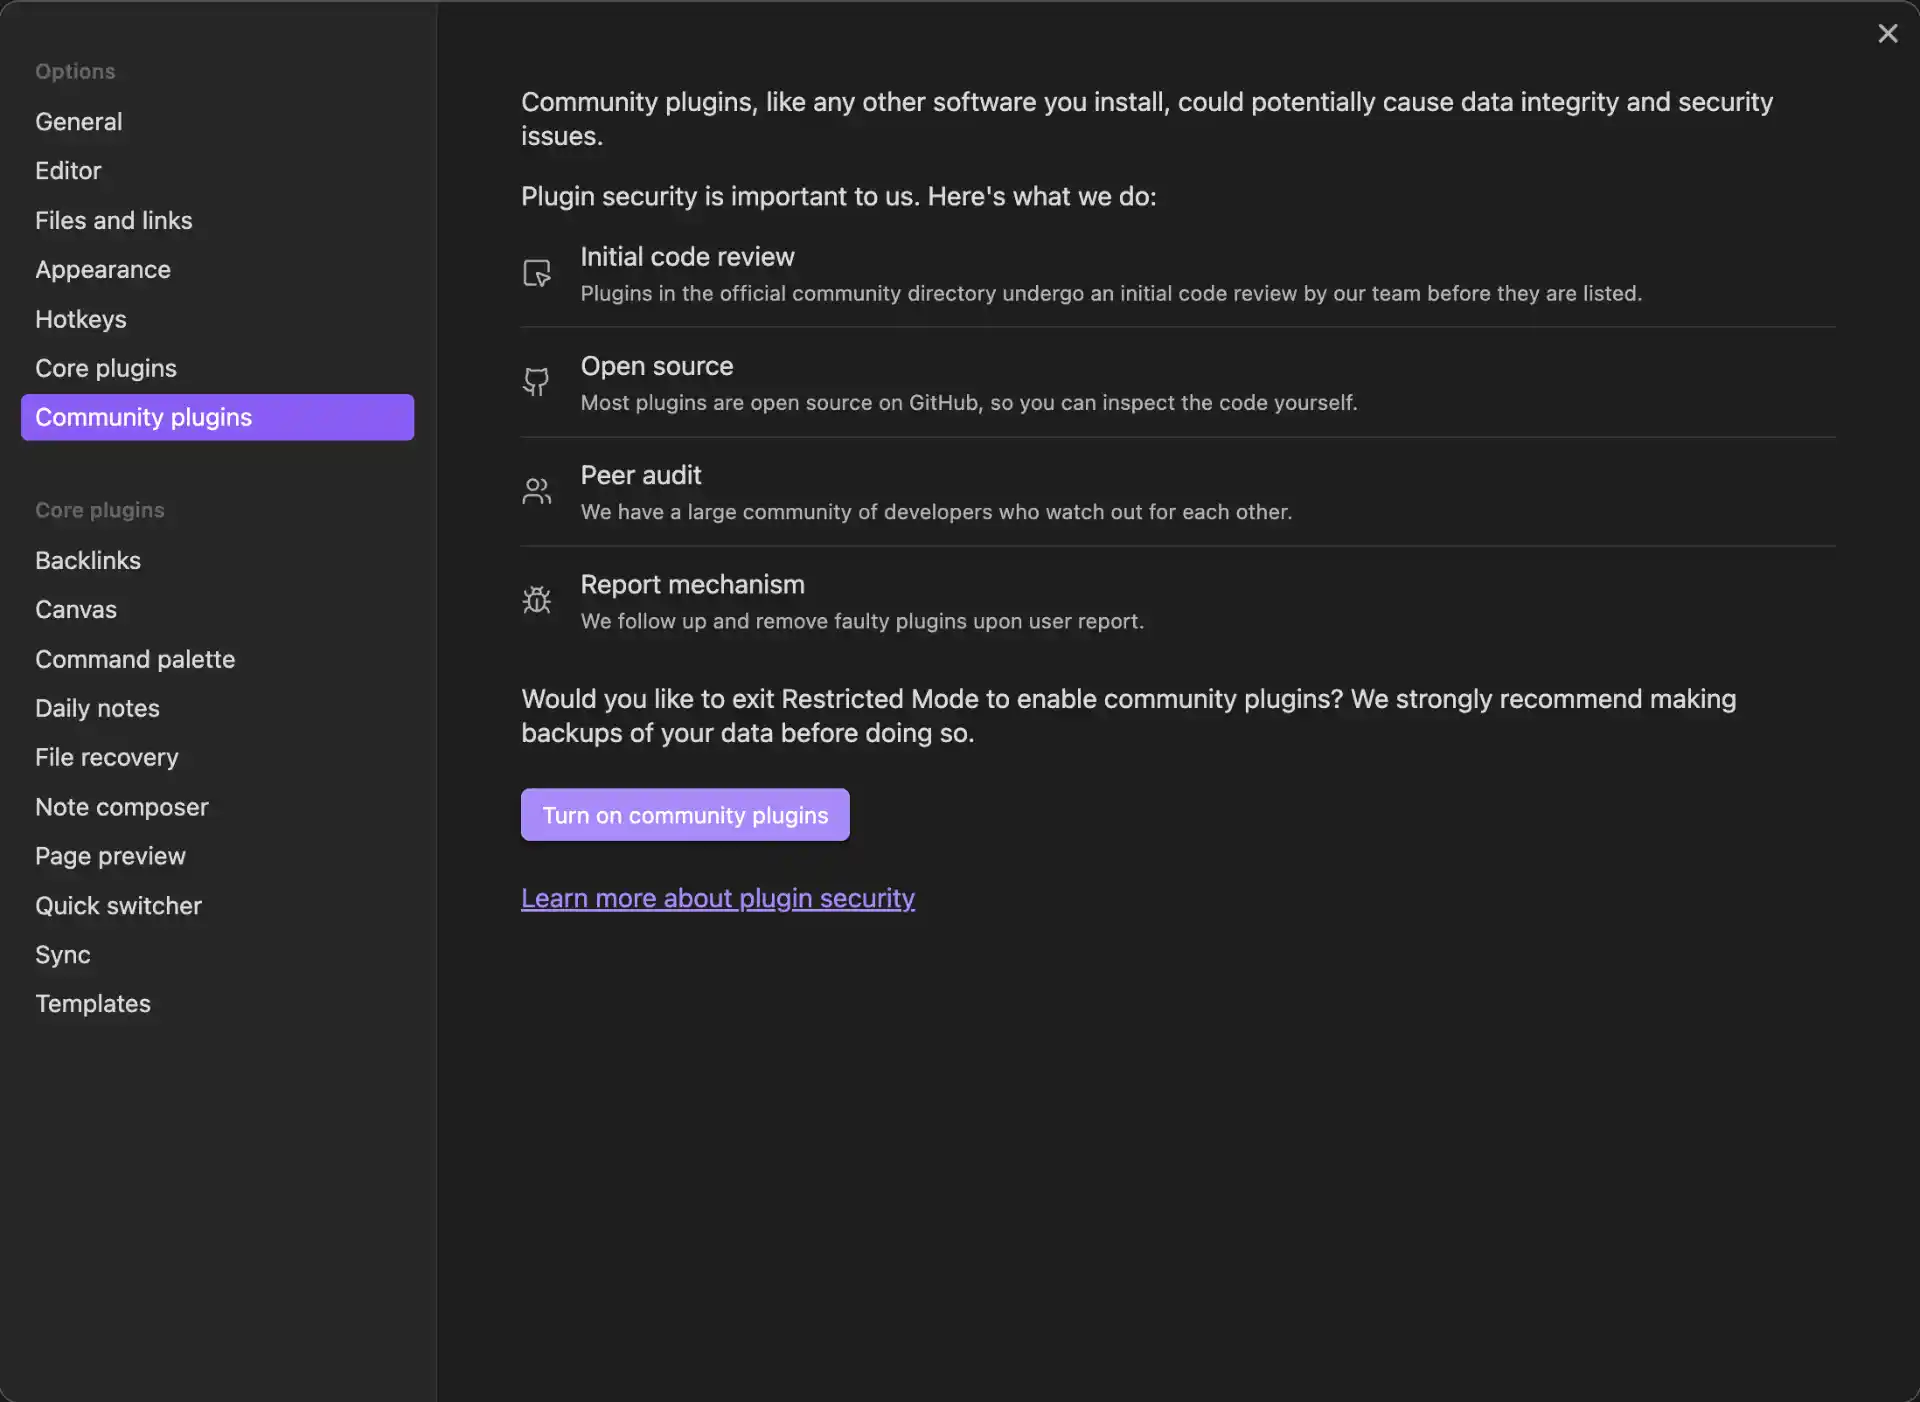 Options
General
Editor
Files and links
Appearance
Hotkeys
Core plugins
Community plugins
Core plugins
Backlinks
Canvas
Command palette
Daily notes
File recovery
Note composer
Page preview
Quick switcher
Sync
Templates
Community plugins, like any other software you install, could potentially cause data integrity and security
issues.
Plugin security is important to us. Here's what we do:
Initial code review
Plugins in the official community directory undergo an initial code review by our team before they are listed.
Open source
Most plugins are open source on GitHub, so you can inspect the code yourself.
Peer audit
We have a large community of developers who watch out for each other.
Report mechanism
We follow up and remove faulty plugins upon user report.
Would you like to exit Restricted Mode to enable community plugins? We strongly recommend making
backups of your data before doing so.
Turn on community plugins
Learn more about plugin security